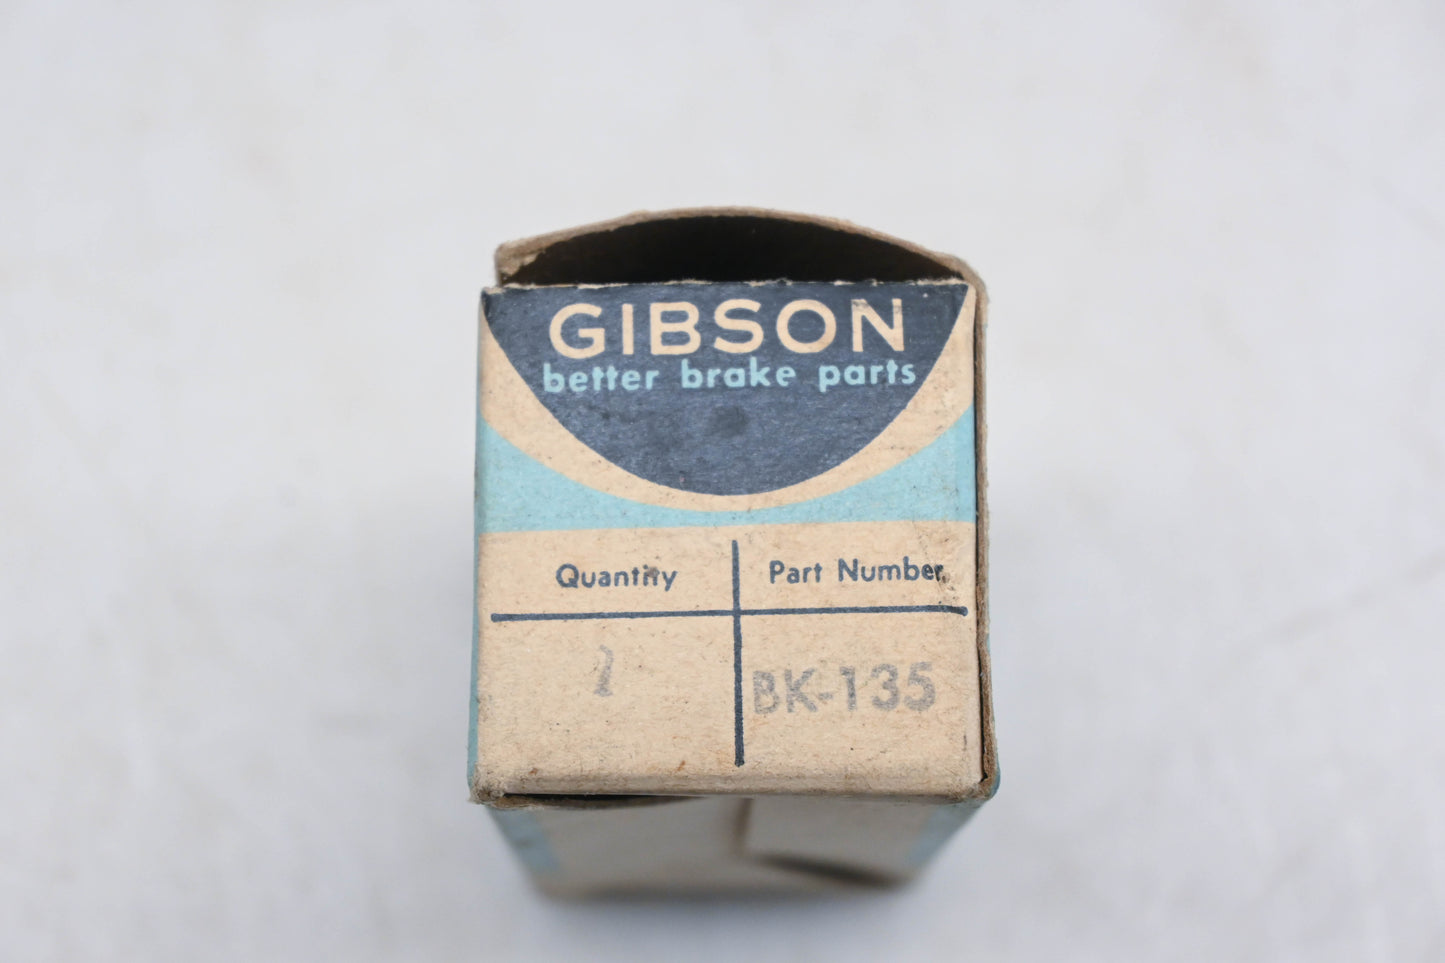 GIBSON
better brake parts
Quantity Part Number
1 BK-135